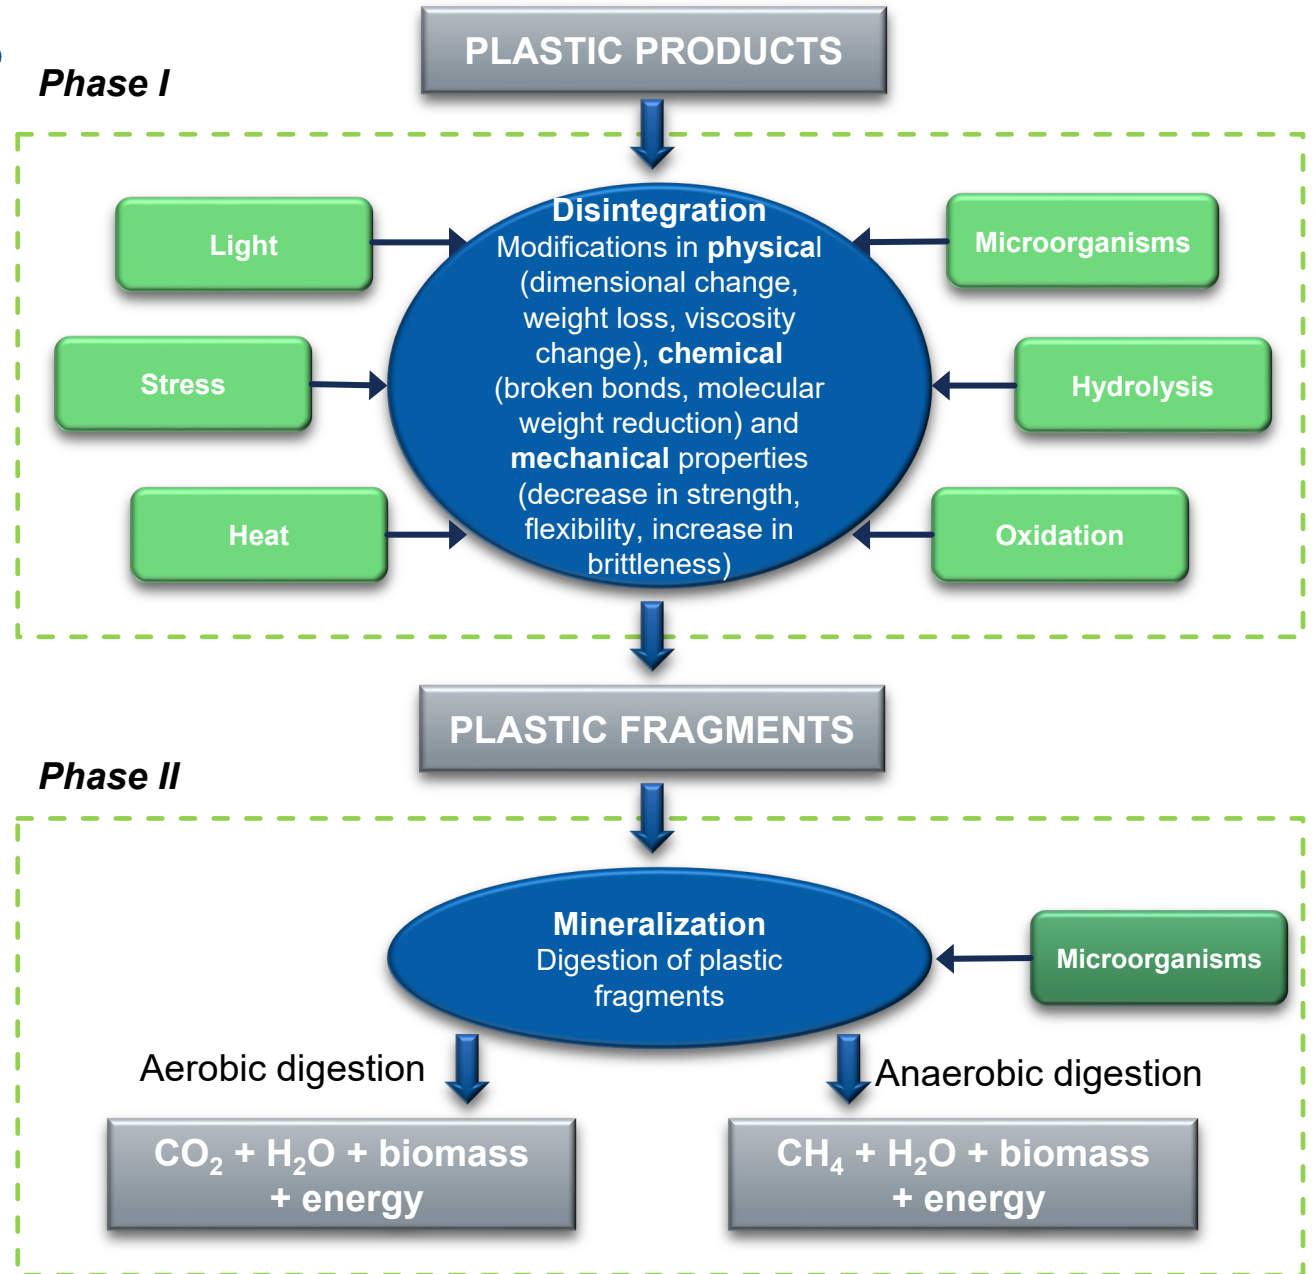 PLASTIC PRODUCTS
Phase I
Light
Stress
Heat
Disintegration
Modifications in physical
(dimensional change,
weight loss, viscosity
change), chemical
(broken bonds, molecular
weight reduction) and
mechanical properties
(decrease in strength,
flexibility, increase in
brittleness)
Microorganisms
Hydrolysis
Oxidation
PLASTIC FRAGMENTS
Phase II
Mineralization
Digestion of plastic
fragments
Microorganisms
Aerobic digestion
Anaerobic digestion
CO₂ + H₂O + biomass
+ energy
CH₄ + H₂O + biomass
+ energy